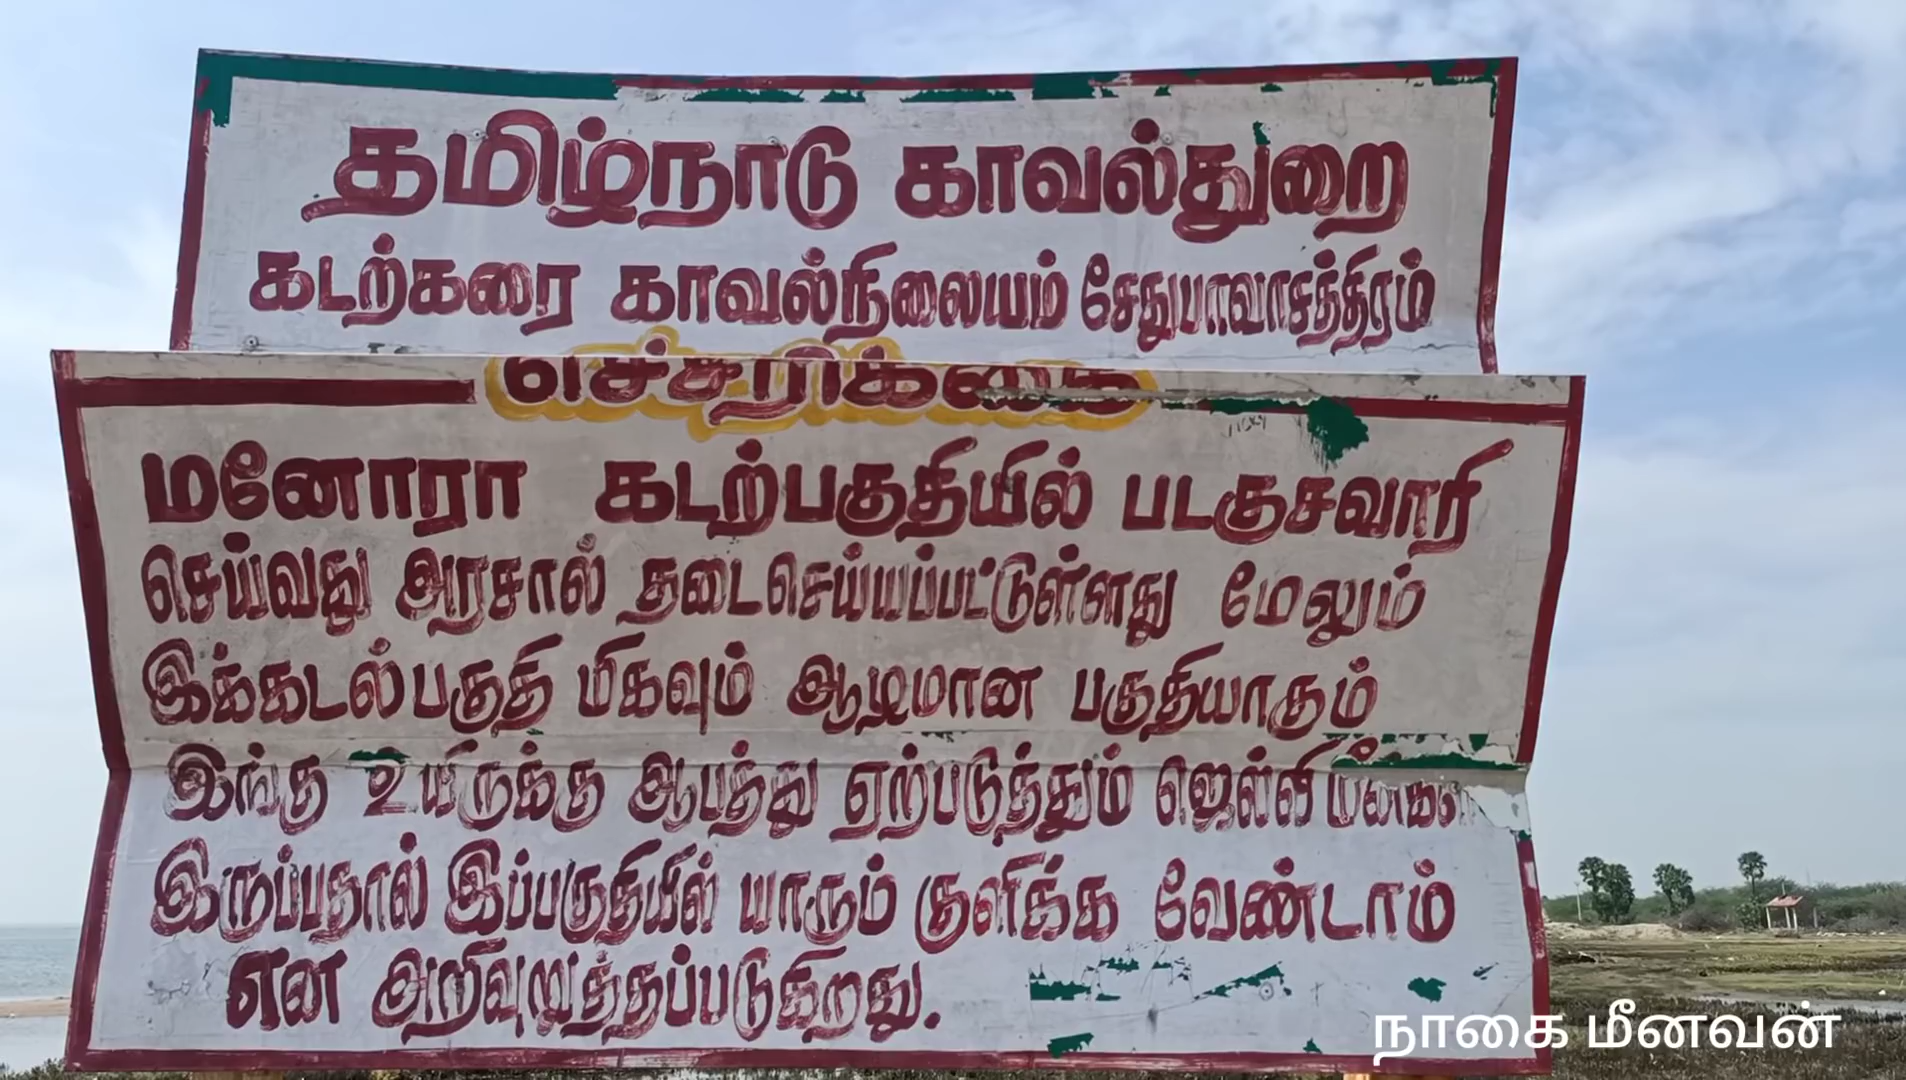 தமிழ்நாடு காவல்துறை
கடற்கரை காவல்நிலையம் சேதுபாவாசத்திரம்
எச்சரிக்கை
மனோரா கடற்பகுதியில் படகுசவாரி
செய்வது அரசால் தடைசெய்யப்பட்டுள்ளது மேலும்
இக்கடல்பகுதி மிகவும் ஆழமான பகுதியாகும்
இங்கு உயிருக்கு ஆபத்து ஏற்படுத்தும் ஜெல்லி மீன்கள்
இருப்பதால் இப்பகுதியில் யாரும் குளிக்க வேண்டாம்
என அறிவுறுத்தப்படுகிறது.
நாகை மீனவன்